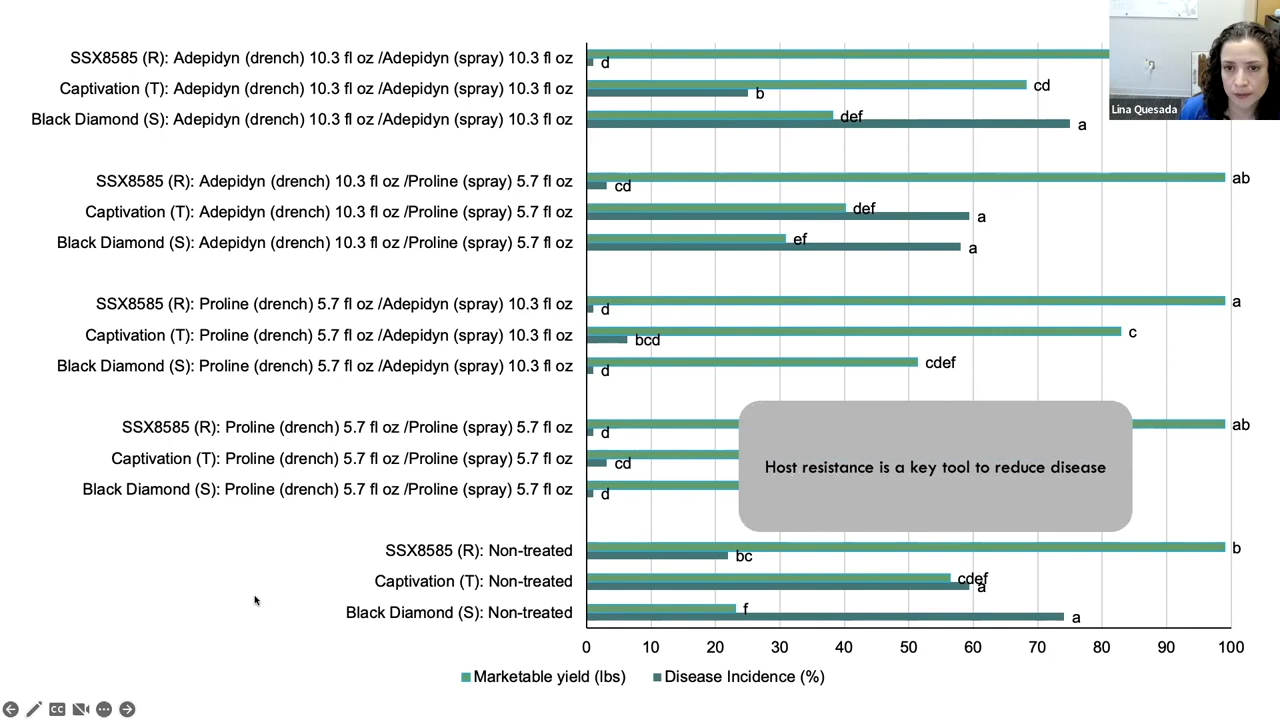 SSX8585 (R): Adepidyn (drench) 10.3 fl oz /Adepidyn (spray) 10.3 fl oz
d
Captivation (T): Adepidyn (drench) 10.3 fl oz /Adepidyn (spray) 10.3 fl oz
cd
b
Black Diamond (S): Adepidyn (drench) 10.3 fl oz /Adepidyn (spray) 10.3 fl oz
def
a
Lina Quesada
SSX8585 (R): Adepidyn (drench) 10.3 fl oz /Proline (spray) 5.7 fl oz
ab
cd
Captivation (T): Adepidyn (drench) 10.3 fl oz /Proline (spray) 5.7 fl oz
def
a
Black Diamond (S): Adepidyn (drench) 10.3 fl oz /Proline (spray) 5.7 fl oz
ef
a
SSX8585 (R): Proline (drench) 5.7 fl oz /Adepidyn (spray) 10.3 fl oz
a
d
Captivation (T): Proline (drench) 5.7 fl oz /Adepidyn (spray) 10.3 fl oz
c
bcd
Black Diamond (S): Proline (drench) 5.7 fl oz /Adepidyn (spray) 10.3 fl oz
cdef
d
SSX8585 (R): Proline (drench) 5.7 fl oz /Proline (spray) 5.7 fl oz
ab
d
Captivation (T): Proline (drench) 5.7 fl oz /Proline (spray) 5.7 fl oz
cd
Black Diamond (S): Proline (drench) 5.7 fl oz /Proline (spray) 5.7 fl oz
d
Host resistance is a key tool to reduce disease
SSX8585 (R): Non-treated
b
bc
Captivation (T): Non-treated
cdef
a
Black Diamond (S): Non-treated
f
a
0 10 20 30 40 50 60 70 80 90 100
Marketable yield (lbs) Disease Incidence (%)
CC